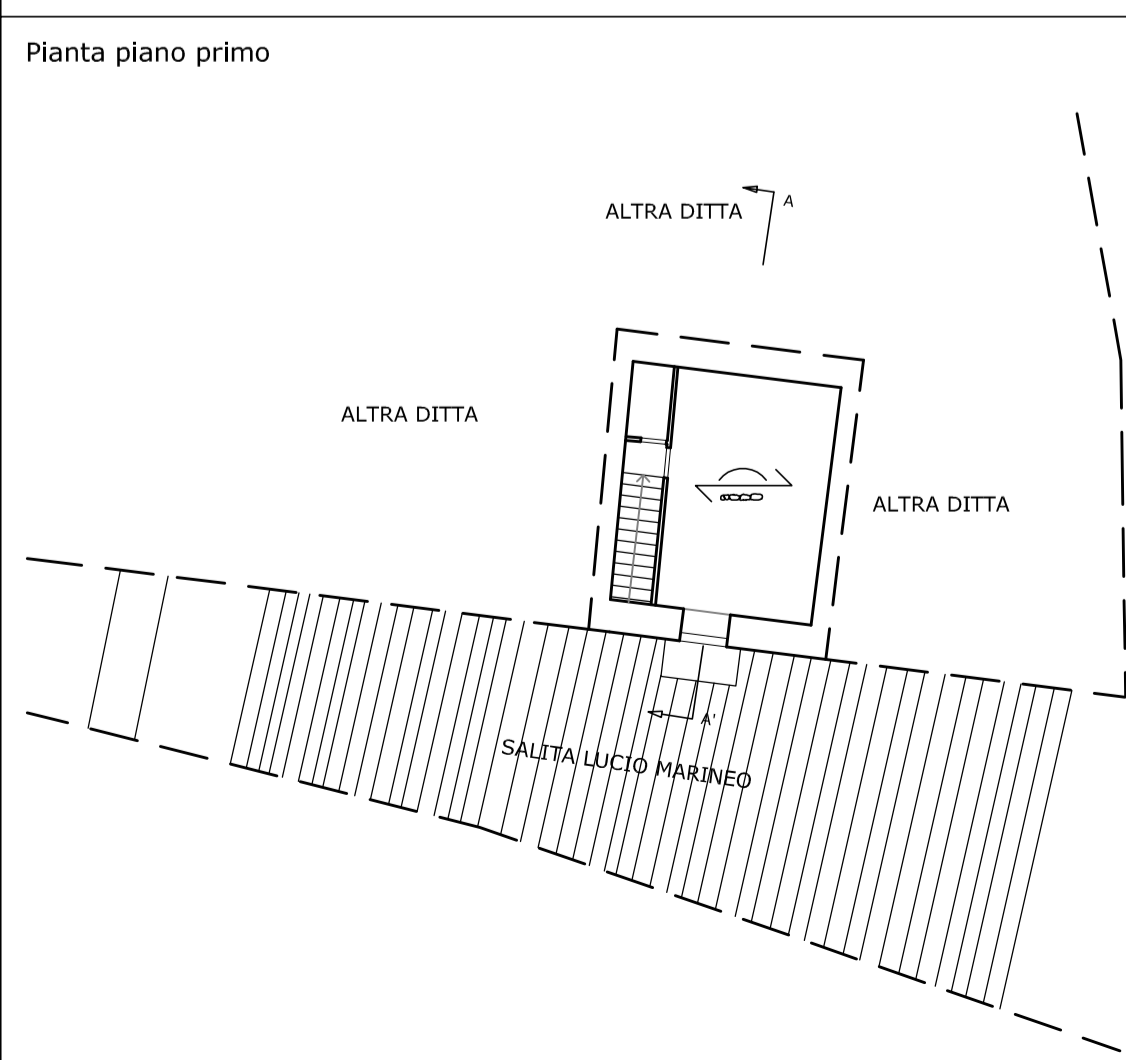 Pianta piano primo
ALTRA DITTA
A
ALTRA DITTA
ALTRA DITTA
A'
SALITA LUCIO MARINEO